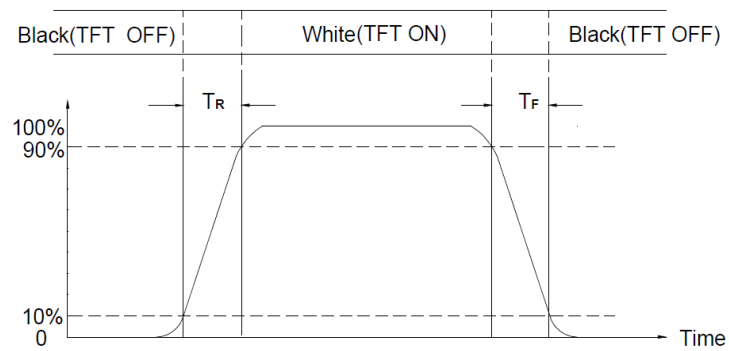 Black(TFT OFF) White(TFT ON) Black(TFT OFF)
TR TF
100%
90%
10%
0
Time